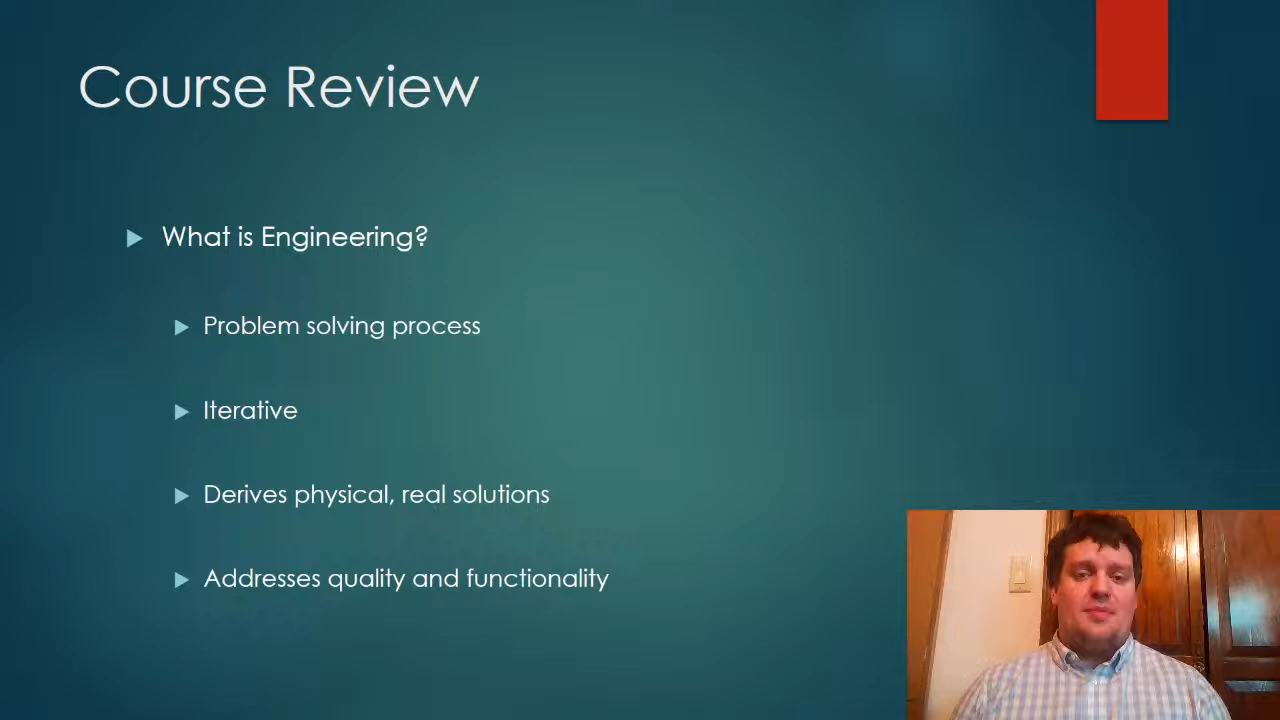 Course Review
What is Engineering?
Problem solving process
Iterative
Derives physical, real solutions
Addresses quality and functionality